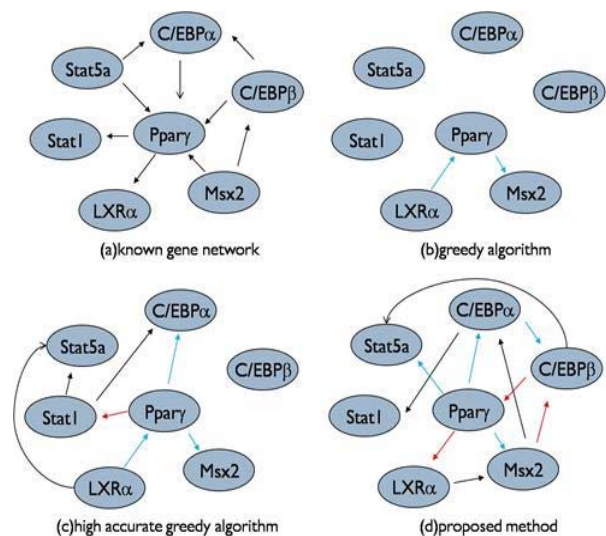 C/EBPα
Stat5a
C/EBPβ
Stat1
Pparγ
LXRα
Msx2
(a)known gene network
C/EBPα
Stat5a
C/EBPβ
Stat1
Pparγ
LXRα
Msx2
(b)greedy algorithm
C/EBPα
Stat5a
C/EBPβ
Stat1
Pparγ
LXRα
Msx2
(c)high accurate greedy algorithm
C/EBPα
Stat5a
C/EBPβ
Stat1
Pparγ
LXRα
Msx2
(d)proposed method